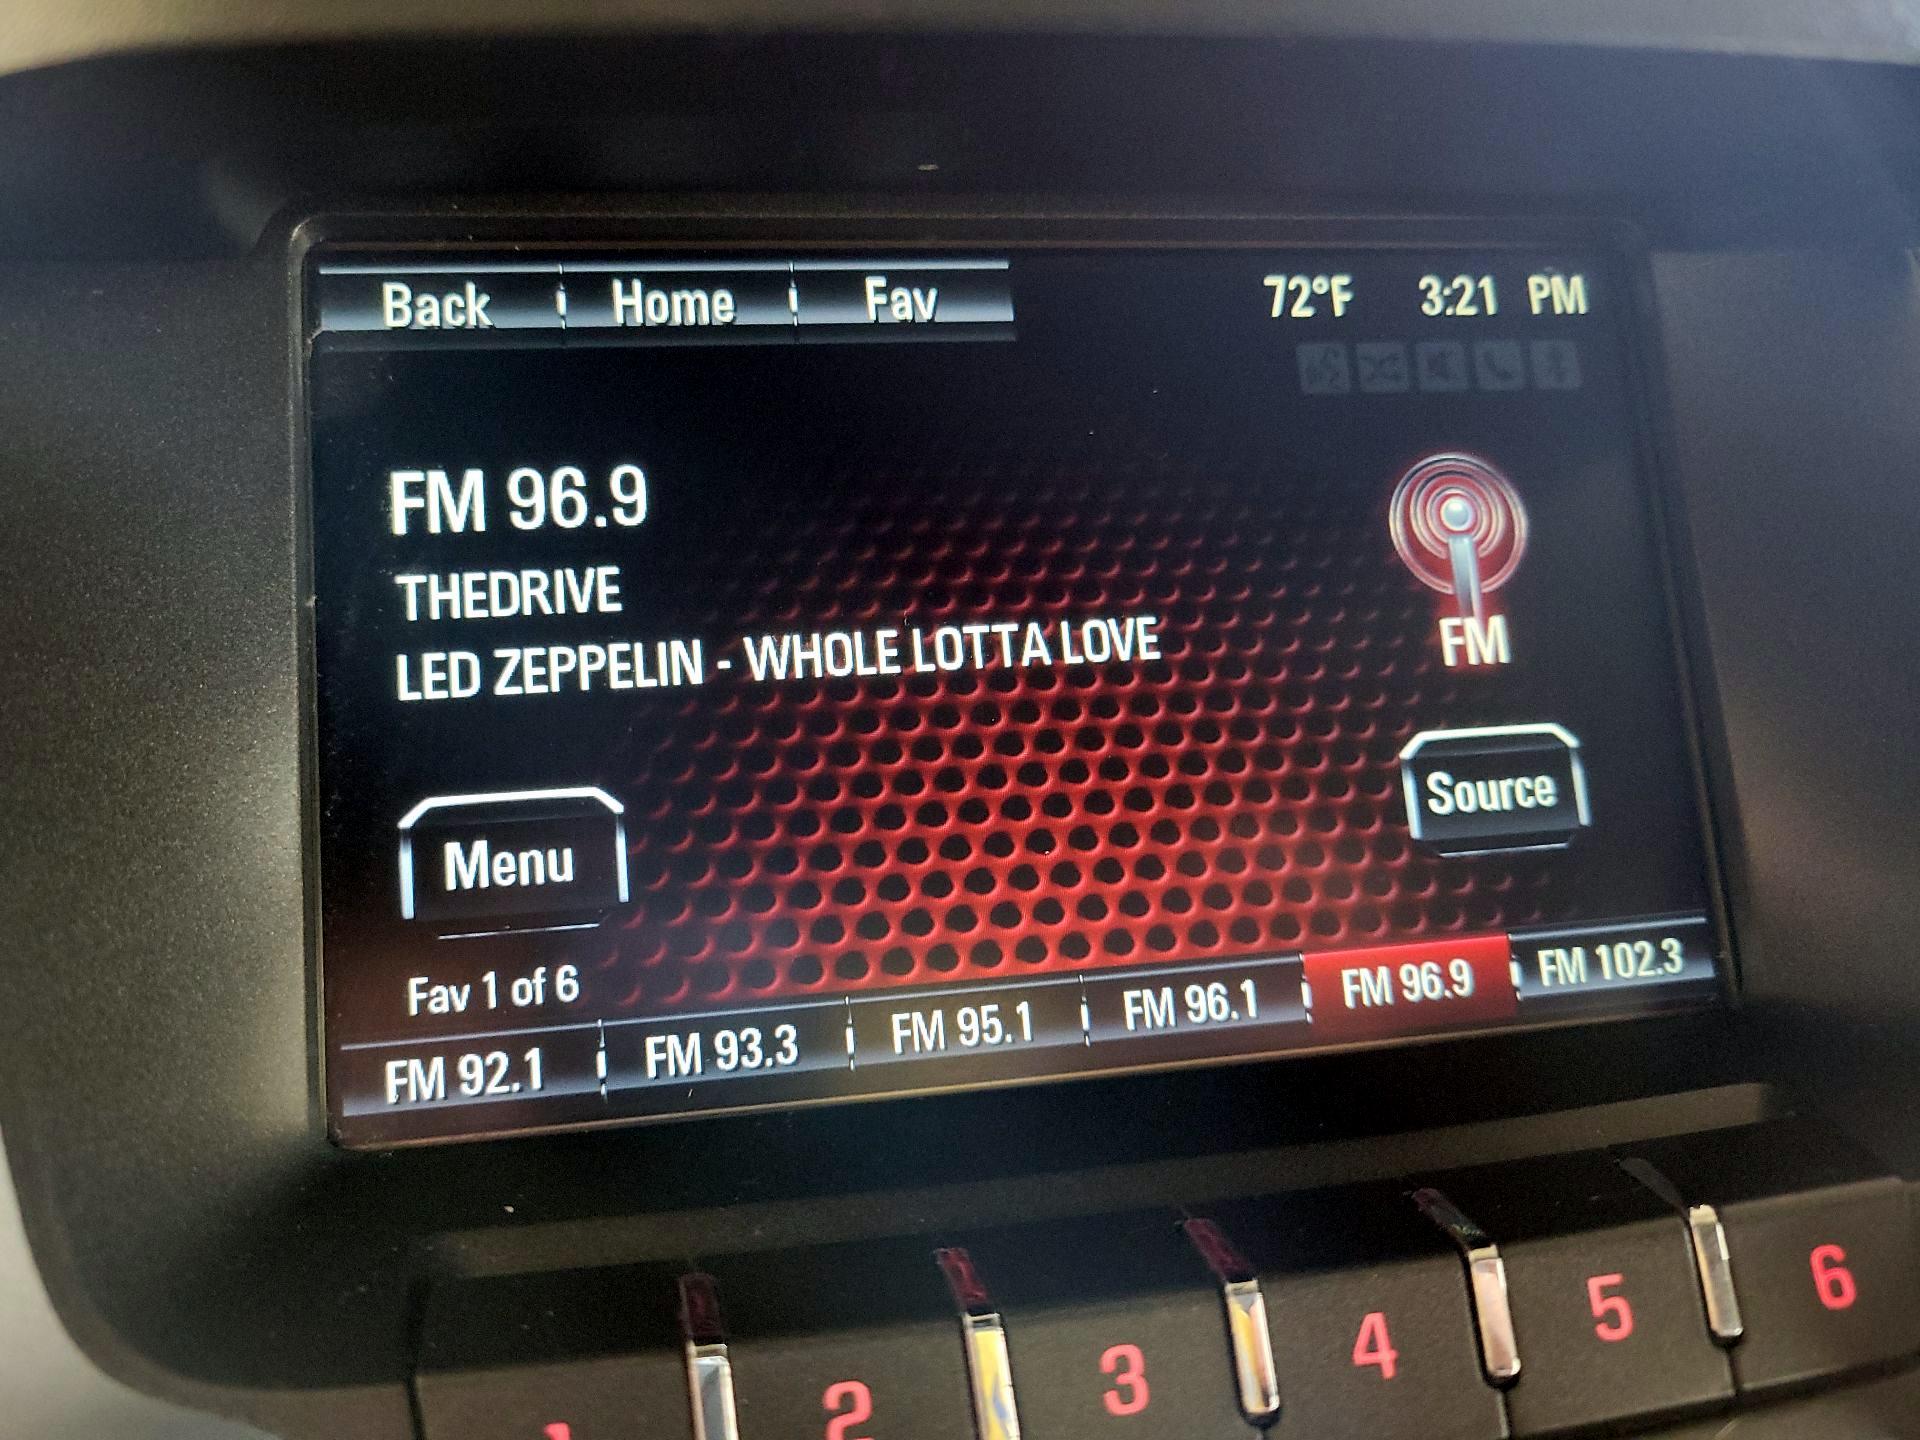 Back Home Fav 72°F 3:21 PM
FM 96.9
THEDRIVE
LED ZEPPELIN - WHOLE LOTTA LOVE
FM
Source
Menu
Fav 1 of 6
FM 92.1 FM 93.3 FM 95.1 FM 96.1 FM 96.9 FM 102.3
1 2 3 4 5 6